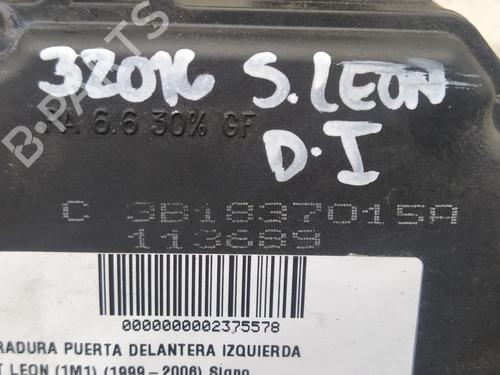 32016 S. LEON
D.I
PA 6.6 30% GF
C 3B1837015A
113689
0000000002375578
RADURA PUERTA DELANTERA IZQUIERDA
T LEON (1M1) (1999-2006) Signo
B-PARTS